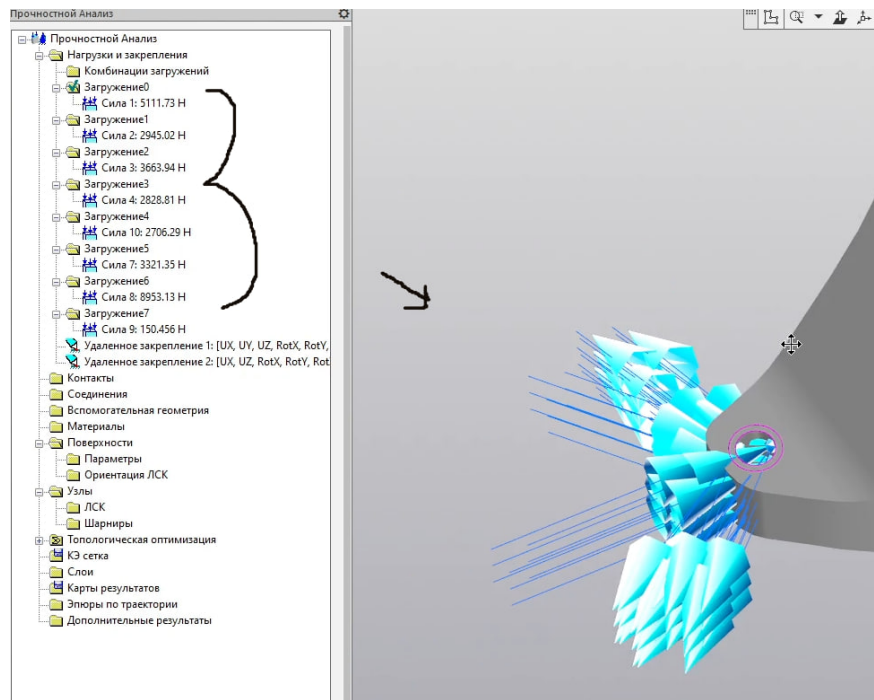 Прочностной Анализ
Прочностной Анализ
Нагрузки и закрепления
Комбинации загружений
Загружение0
Сила 1: 5111.73 Н
Загружение1
Сила 2: 2945.02 Н
Загружение2
Сила 3: 3663.94 Н
Загружение3
Сила 4: 2828.81 Н
Загружение4
Сила 10: 2706.29 Н
Загружение5
Сила 7: 3321.35 Н
Загружение6
Сила 8: 8953.13 Н
Загружение7
Сила 9: 150.456 Н
Удаленное закрепление 1: [UX, UY, UZ, RotX, RotY,
Удаленное закрепление 2: [UX, UZ, RotX, RotY, Rot
Контакты
Соединения
Вспомогательная геометрия
Материалы
Поверхности
Параметры
Ориентация ЛСК
Узлы
ЛСК
Шарниры
Топологическая оптимизация
КЭ сетка
Слои
Карты результатов
Эпюры по траектории
Дополнительные результаты